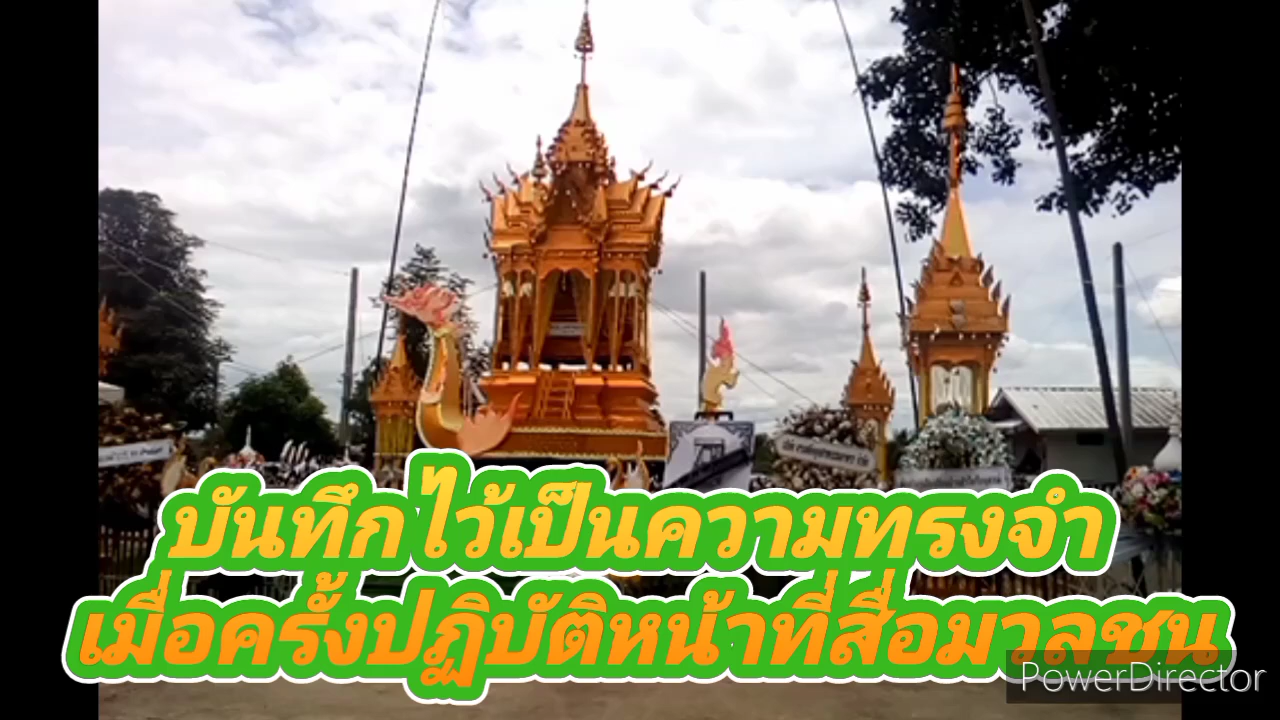 บันทึกไว้เป็นความทรงจำ
เมื่อครั้งปฏิบัติหน้าที่สื่อมวลชน
PowerDirector